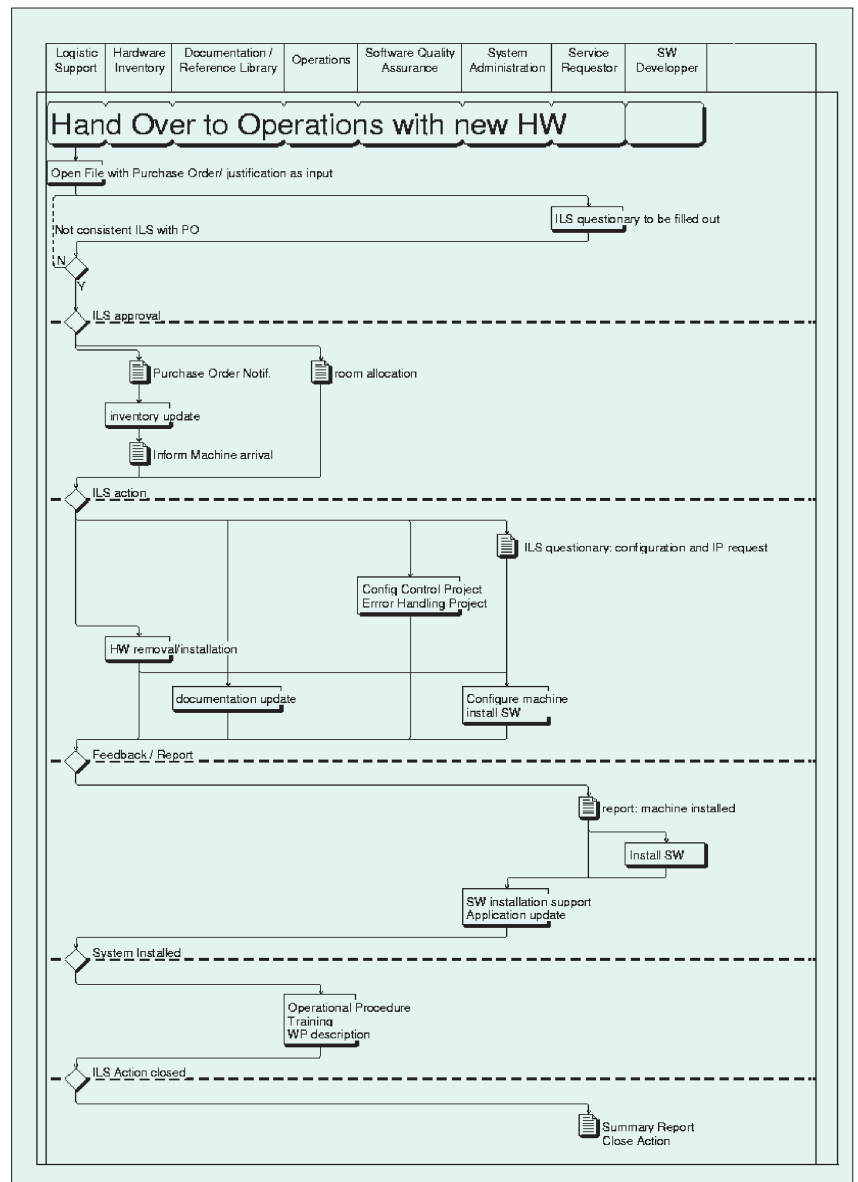 Logistic Support
Hardware Inventory
Documentation / Reference Library
Operations
Software Quality Assurance
System Administration
Service Requestor
SW Developper
Hand Over to Operations with new HW
Open File with Purchase Order/ justification as input
ILS questionary to be filled out
Not consistent ILS with PO
N
Y
ILS approval
Purchase Order Notif.
room allocation
inventory update
Inform Machine arrival
ILS action
ILS questionary: configuration and IP request
Config Control Project
Errror Handling Project
HW removal/installation
documentation update
Configure machine
install SW
Feedback / Report
report: machine installed
Install SW
SW installation support
Application update
System Installed
Operational Procedure
Training
WP description
ILS Action closed
Summary Report
Close Action